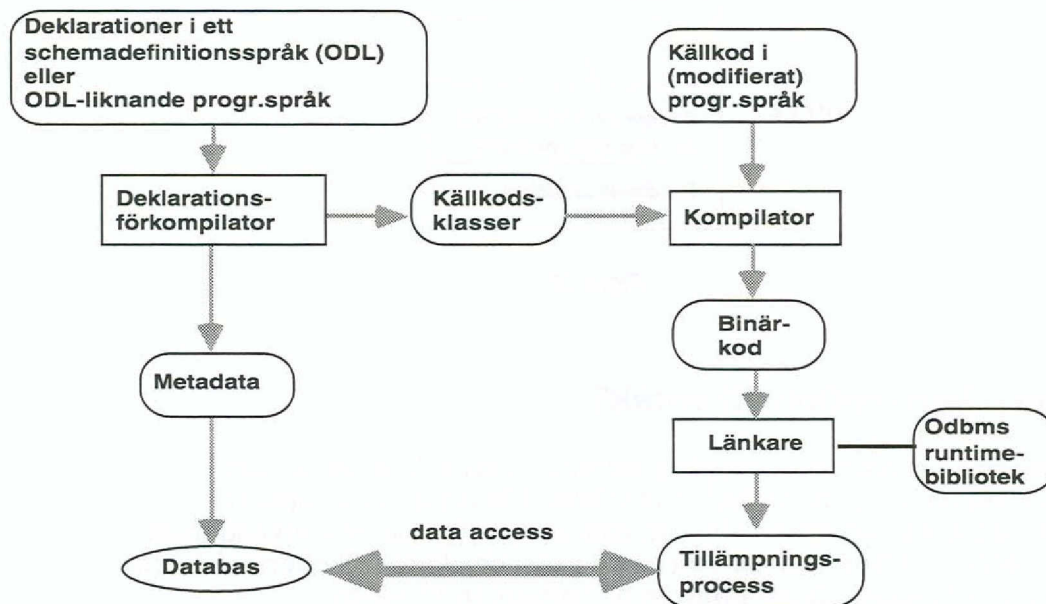 Deklarationer i ett
schemadefinitionsspråk (ODL)
eller
ODL-liknande progr.språk
Källkod i
(modifierat)
progr.språk
Deklarations-
förkompilator
Källkods-
klasser
Kompilator
Binär-
kod
Metadata
Länkare
Odbms
runtime-
bibliotek
data access
Databas
Tillämpnings-
process